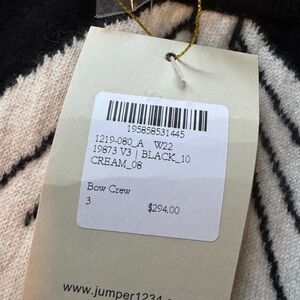 195858531445
1219-080_A W22
19873 V3 | BLACK_10
CREAM_08
Bow Crew
3 $294.00
www.jumper1234.